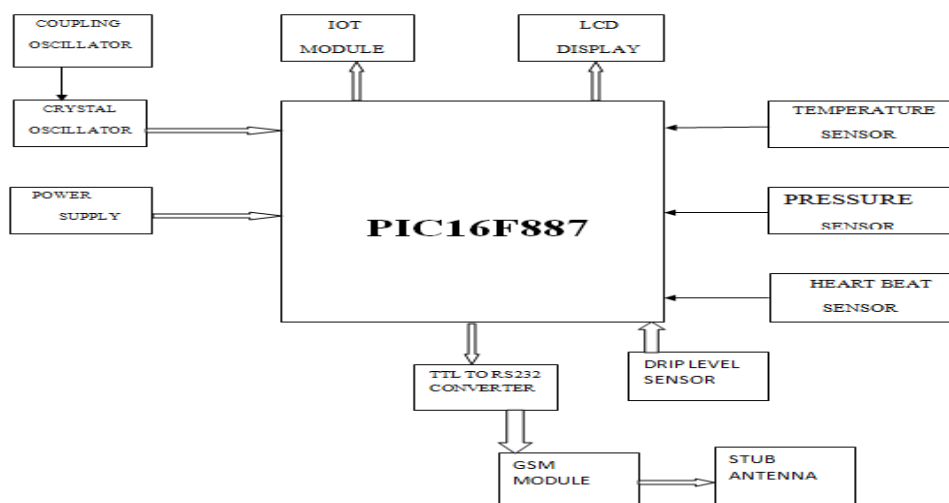 COUPLING
OSCILLATOR
IOT
MODULE
LCD
DISPLAY
CRYSTAL
OSCILLATOR
TEMPERATURE
SENSOR
POWER
SUPPLY
PIC16F887
PRESSURE
SENSOR
HEART BEAT
SENSOR
TTL TO RS232
CONVERTER
DRIP LEVEL
SENSOR
GSM
MODULE
STUB
ANTENNA